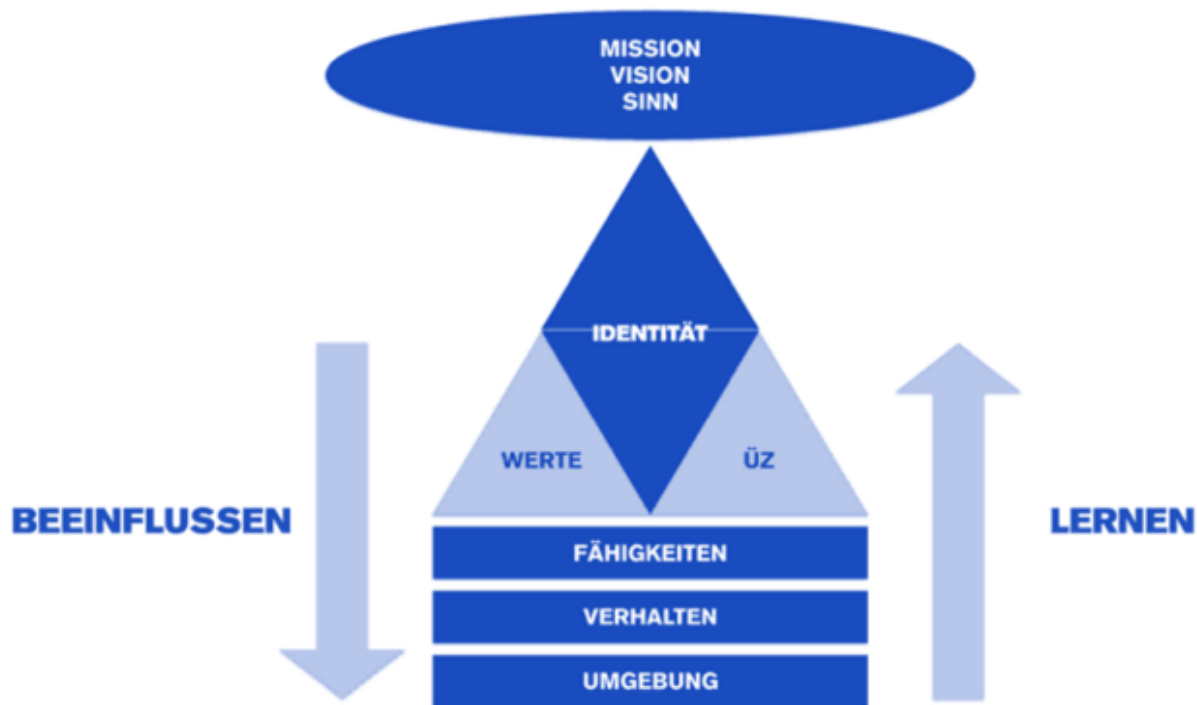 MISSION
VISION
SINN
IDENTITÄT
WERTE
ÜZ
BEEINFLUSSEN
LERNEN
FÄHIGKEITEN
VERHALTEN
UMGEBUNG